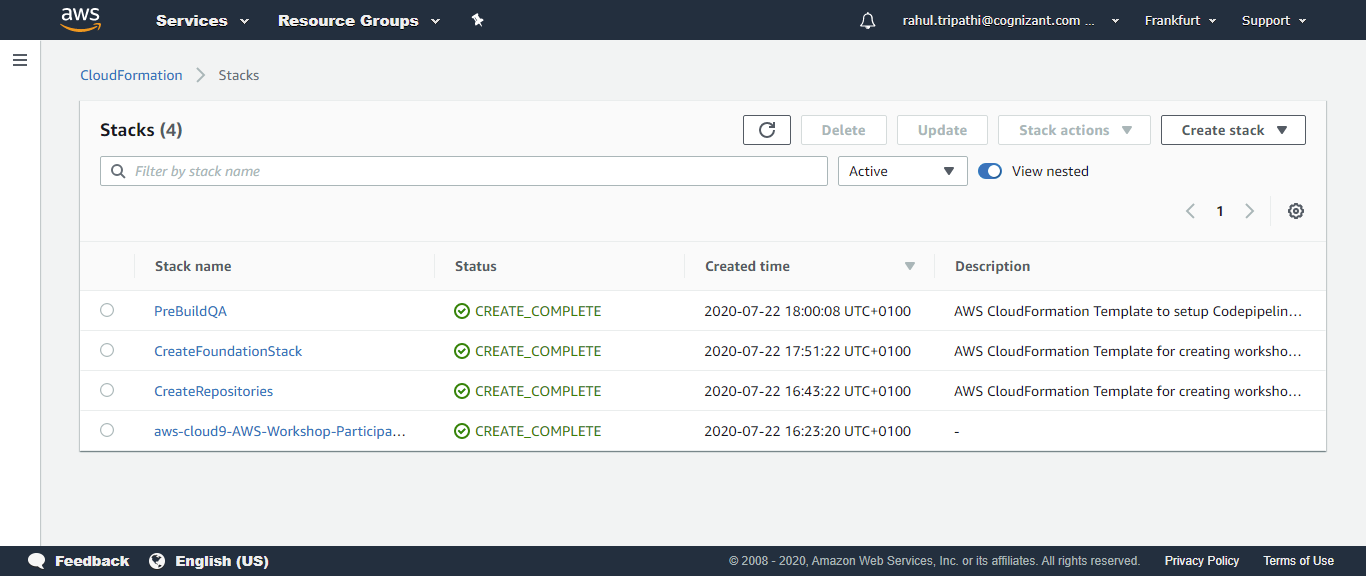 aws Services Resource Groups rahul.tripathi@cognizant.com ... Frankfurt Support
CloudFormation Stacks
Stacks (4) Delete Update Stack actions Create stack
Filter by stack name Active View nested
1
Stack name Status Created time Description
PreBuildQA CREATE_COMPLETE 2020-07-22 18:00:08 UTC+0100 AWS CloudFormation Template to setup Codepipelin...
CreateFoundationStack CREATE_COMPLETE 2020-07-22 17:51:22 UTC+0100 AWS CloudFormation Template for creating worksho...
CreateRepositories CREATE_COMPLETE 2020-07-22 16:43:22 UTC+0100 AWS CloudFormation Template for creating worksho...
aws-cloud9-AWS-Workshop-Participa... CREATE_COMPLETE 2020-07-22 16:23:20 UTC+0100 -
Feedback English (US) © 2008 - 2020, Amazon Web Services, Inc. or its affiliates. All rights reserved. Privacy Policy Terms of Use